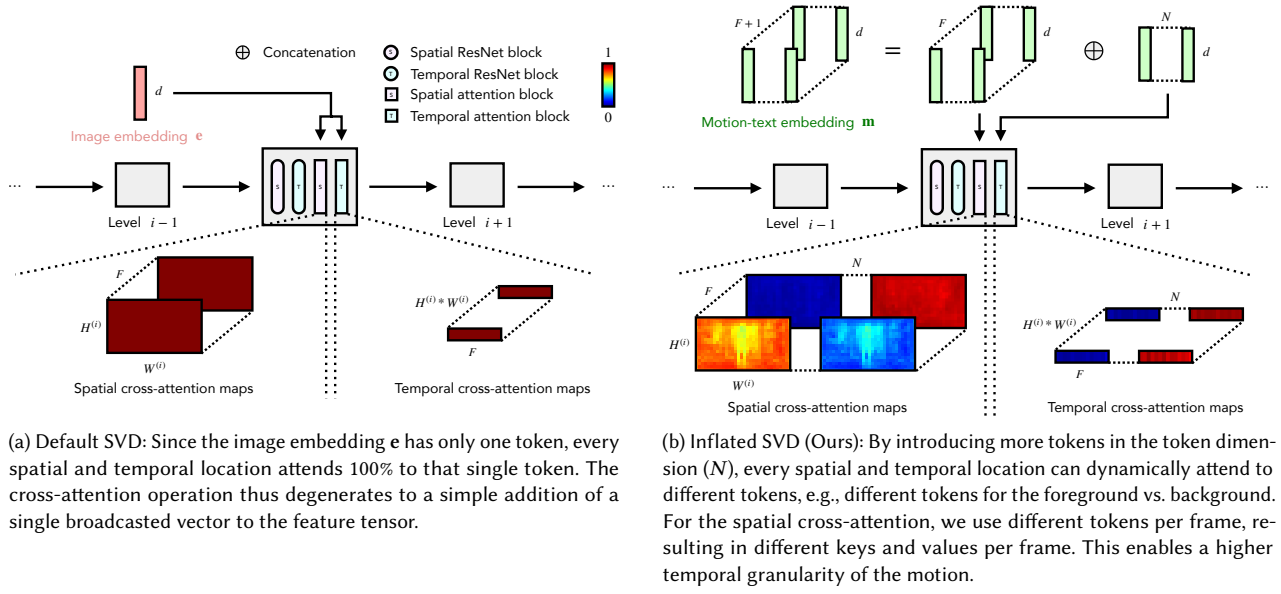 ⊕ Concatenation
S Spatial ResNet block
T Temporal ResNet block
S Spatial attention block
T Temporal attention block
1
0
d
Image embedding e
...
Level i − 1
S T S T
Level i + 1
...
F
H^(i)
W^(i)
Spatial cross-attention maps
H^(i) * W^(i)
F
Temporal cross-attention maps
(a) Default SVD: Since the image embedding e has only one token, every
spatial and temporal location attends 100% to that single token. The
cross-attention operation thus degenerates to a simple addition of a
single broadcasted vector to the feature tensor.
F + 1
d
=
F
d
⊕
N
d
Motion-text embedding m
...
Level i − 1
S T S T
Level i + 1
...
F
N
H^(i)
W^(i)
Spatial cross-attention maps
N
H^(i) * W^(i)
F
Temporal cross-attention maps
(b) Inflated SVD (Ours): By introducing more tokens in the token dimen-
sion (N), every spatial and temporal location can dynamically attend to
different tokens, e.g., different tokens for the foreground vs. background.
For the spatial cross-attention, we use different tokens per frame, re-
sulting in different keys and values per frame. This enables a higher
temporal granularity of the motion.